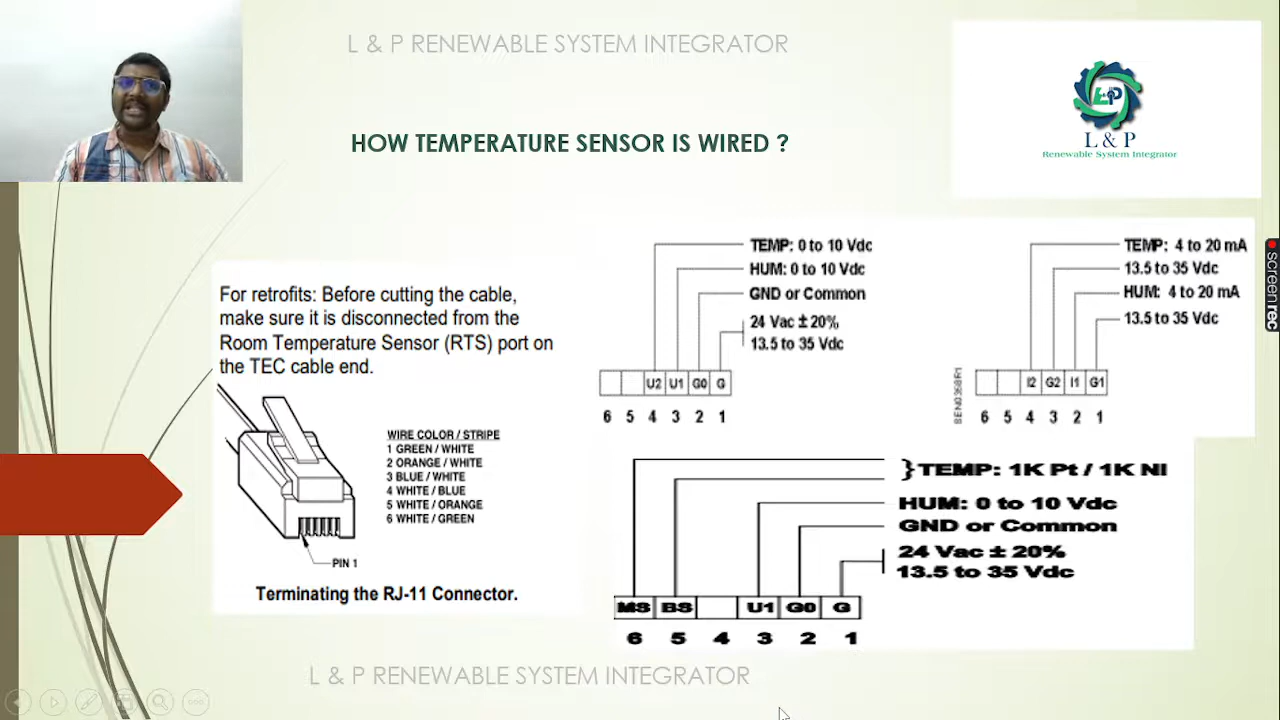 L & P RENEWABLE SYSTEM INTEGRATOR
L&P
L & P
Renewable System Integrator
HOW TEMPERATURE SENSOR IS WIRED ?
For retrofits: Before cutting the cable,
make sure it is disconnected from the
Room Temperature Sensor (RTS) port on
the TEC cable end.
WIRE COLOR / STRIPE
1 GREEN / WHITE
2 ORANGE / WHITE
3 BLUE / WHITE
4 WHITE / BLUE
5 WHITE / ORANGE
6 WHITE / GREEN
PIN 1
Terminating the RJ-11 Connector.
TEMP: 0 to 10 Vdc
HUM: 0 to 10 Vdc
GND or Common
24 Vac ± 20%
13.5 to 35 Vdc
U2 U1 G0 G
6 5 4 3 2 1
TEMP: 4 to 20 mA
13.5 to 35 Vdc
HUM: 4 to 20 mA
13.5 to 35 Vdc
I2 G2 I1 G1
6 5 4 3 2 1
}TEMP: 1K Pt / 1K NI
HUM: 0 to 10 Vdc
GND or Common
24 Vac ± 20%
13.5 to 35 Vdc
MS BS U1 G0 G
6 5 4 3 2 1
L & P RENEWABLE SYSTEM INTEGRATOR
screenrec